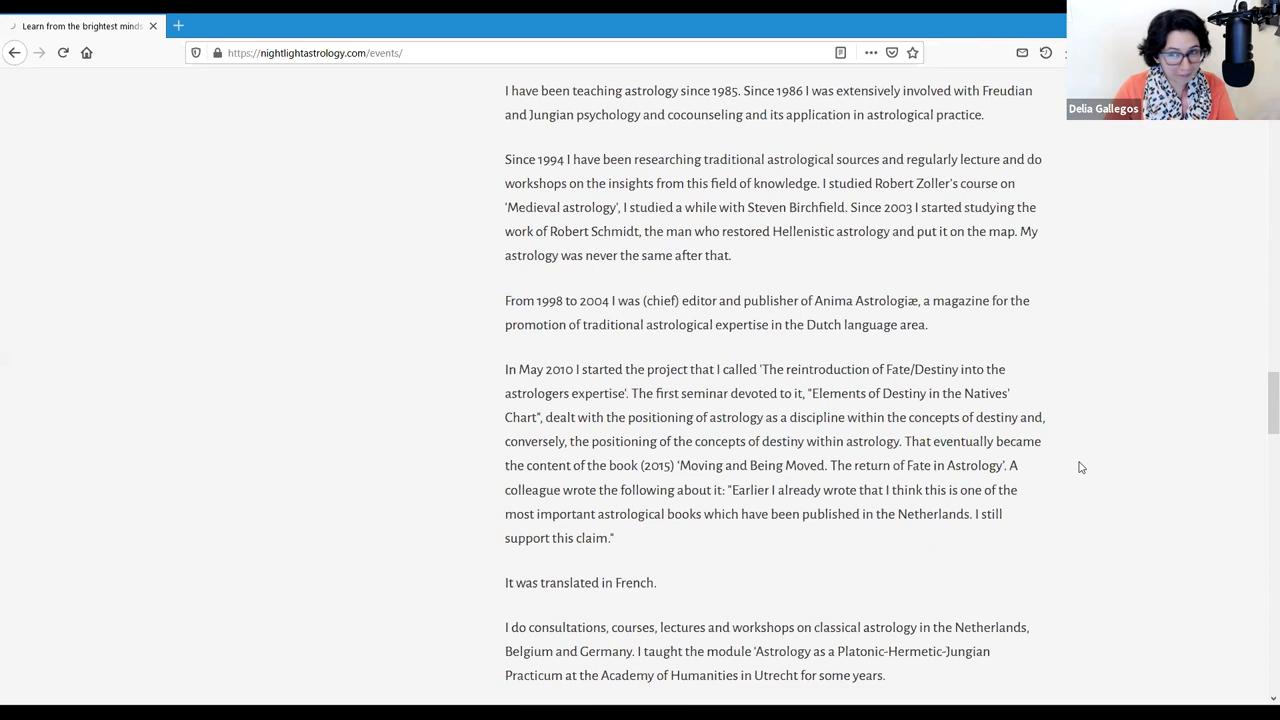 Learn from the brightest minds
https://nightlightastrology.com/events/
Delia Gallegos
I have been teaching astrology since 1985. Since 1986 I was extensively involved with Freudian
and Jungian psychology and cocounseling and its application in astrological practice.
Since 1994 I have been researching traditional astrological sources and regularly lecture and do
workshops on the insights from this field of knowledge. I studied Robert Zoller's course on
'Medieval astrology', I studied a while with Steven Birchfield. Since 2003 I started studying the
work of Robert Schmidt, the man who restored Hellenistic astrology and put it on the map. My
astrology was never the same after that.
From 1998 to 2004 I was (chief) editor and publisher of Anima Astrologiæ, a magazine for the
promotion of traditional astrological expertise in the Dutch language area.
In May 2010 I started the project that I called 'The reintroduction of Fate/Destiny into the
astrologers expertise'. The first seminar devoted to it, "Elements of Destiny in the Natives'
Chart", dealt with the positioning of astrology as a discipline within the concepts of destiny and,
conversely, the positioning of the concepts of destiny within astrology. That eventually became
the content of the book (2015) ‘Moving and Being Moved. The return of Fate in Astrology’. A
colleague wrote the following about it: "Earlier I already wrote that I think this is one of the
most important astrological books which have been published in the Netherlands. I still
support this claim."
It was translated in French.
I do consultations, courses, lectures and workshops on classical astrology in the Netherlands,
Belgium and Germany. I taught the module ‘Astrology as a Platonic-Hermetic-Jungian
Practicum at the Academy of Humanities in Utrecht for some years.